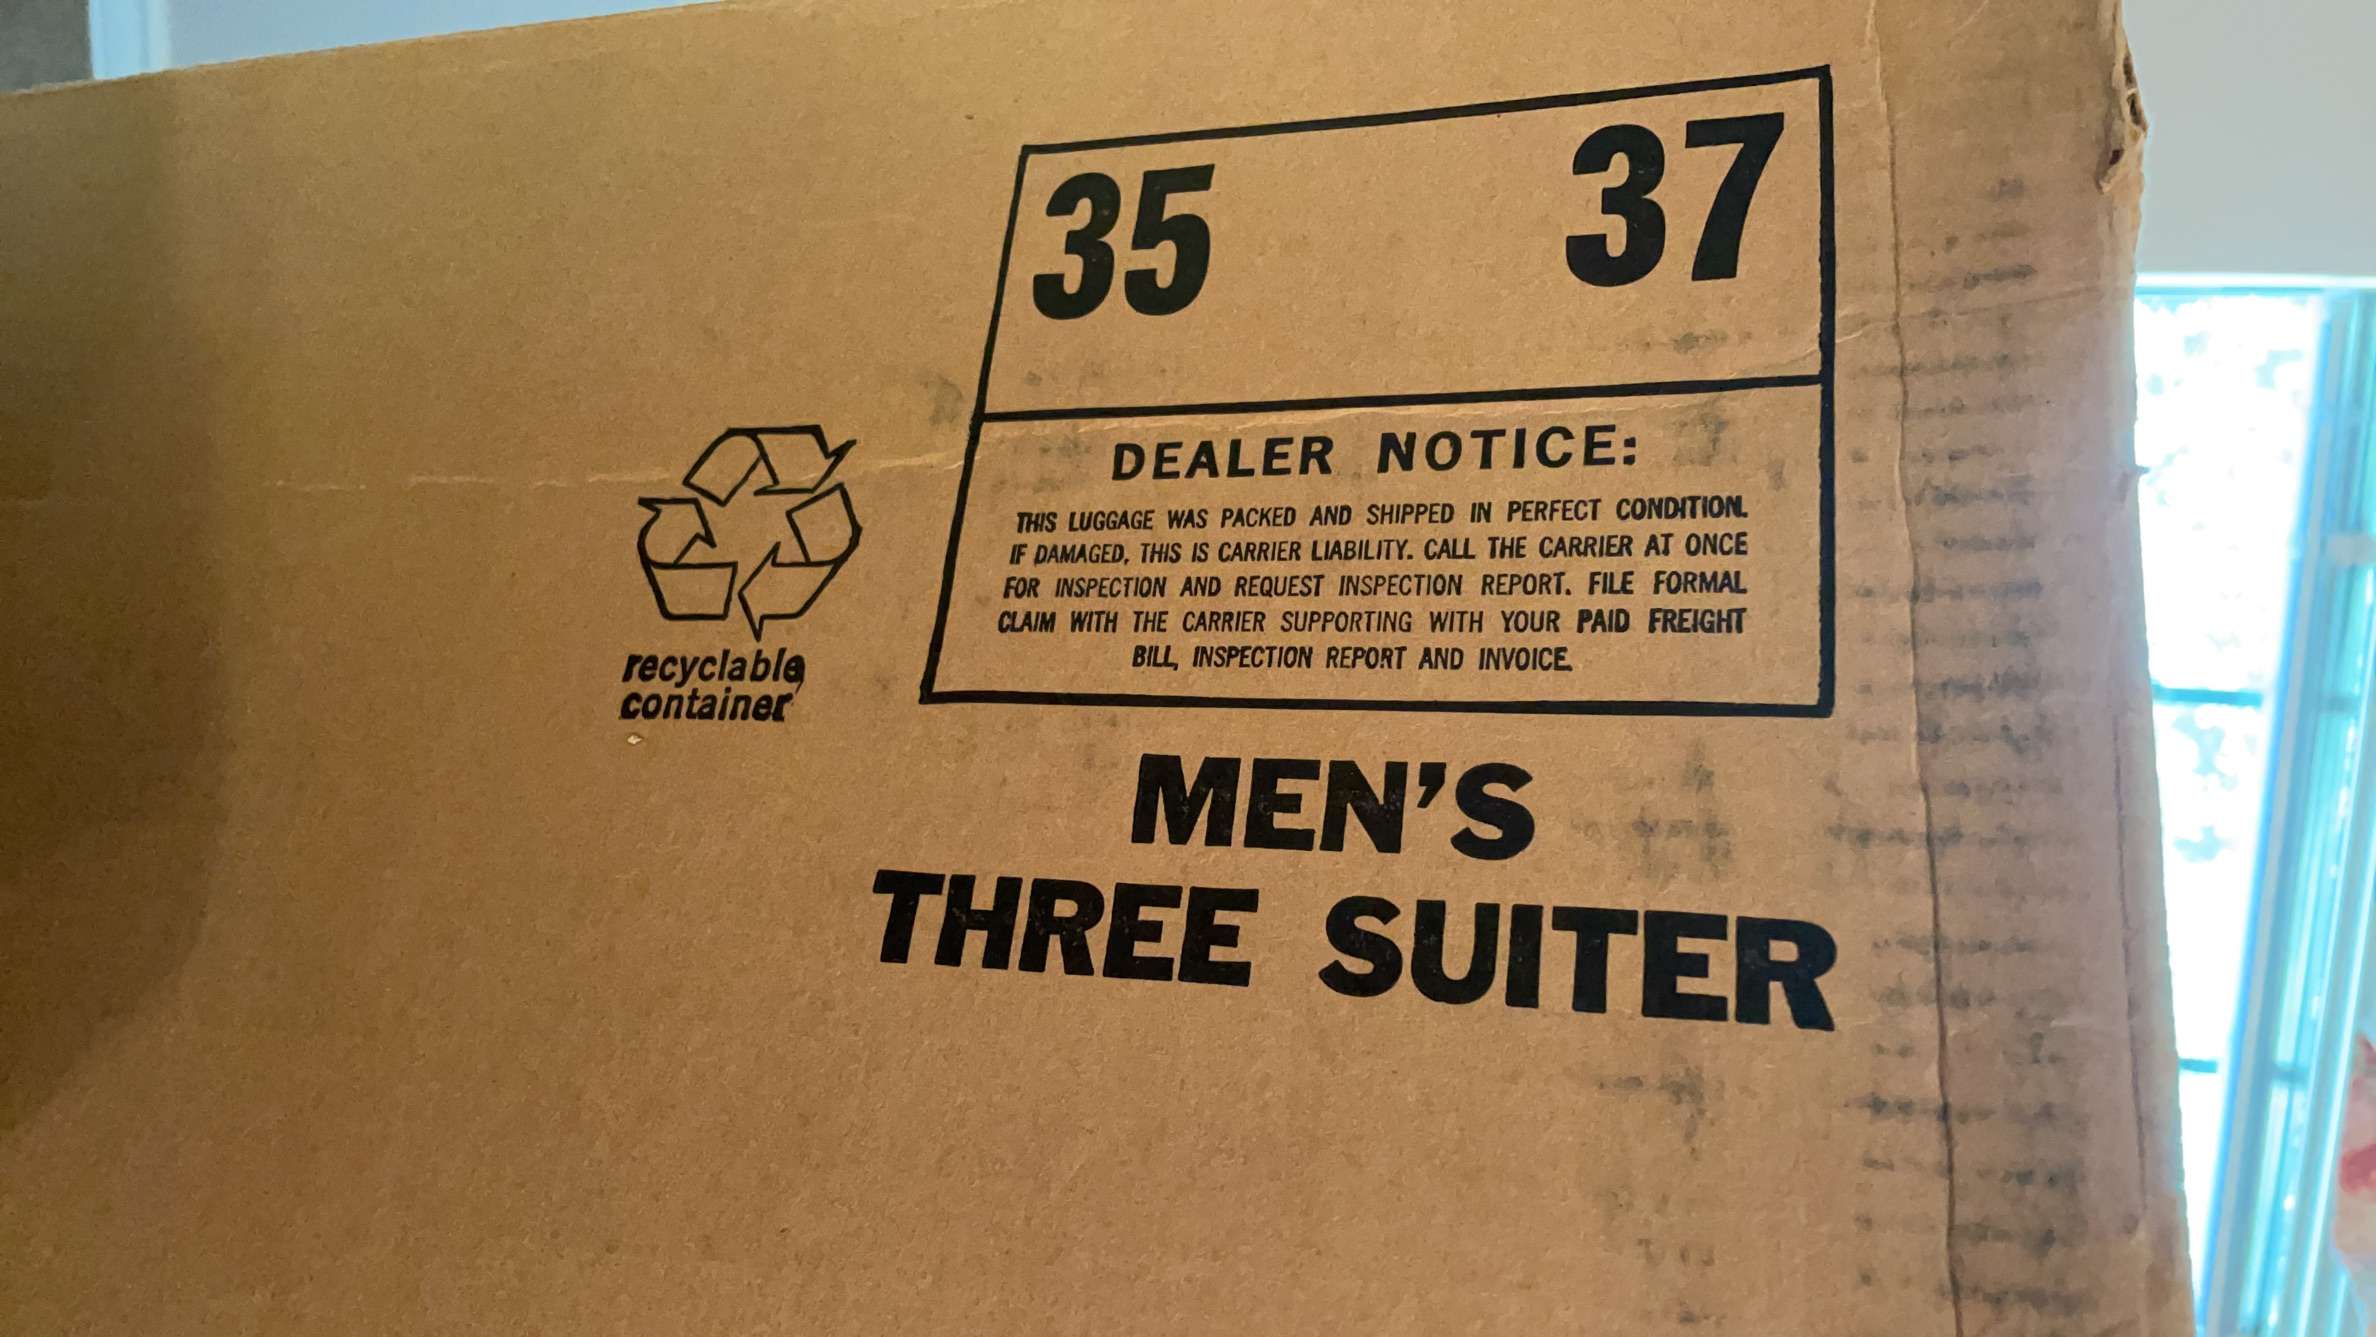 35 37
DEALER NOTICE:
THIS LUGGAGE WAS PACKED AND SHIPPED IN PERFECT CONDITION.
IF DAMAGED, THIS IS CARRIER LIABILITY. CALL THE CARRIER AT ONCE
FOR INSPECTION AND REQUEST INSPECTION REPORT. FILE FORMAL
CLAIM WITH THE CARRIER SUPPORTING WITH YOUR PAID FREIGHT
BILL, INSPECTION REPORT AND INVOICE.
recyclable
container
MEN'S
THREE SUITER